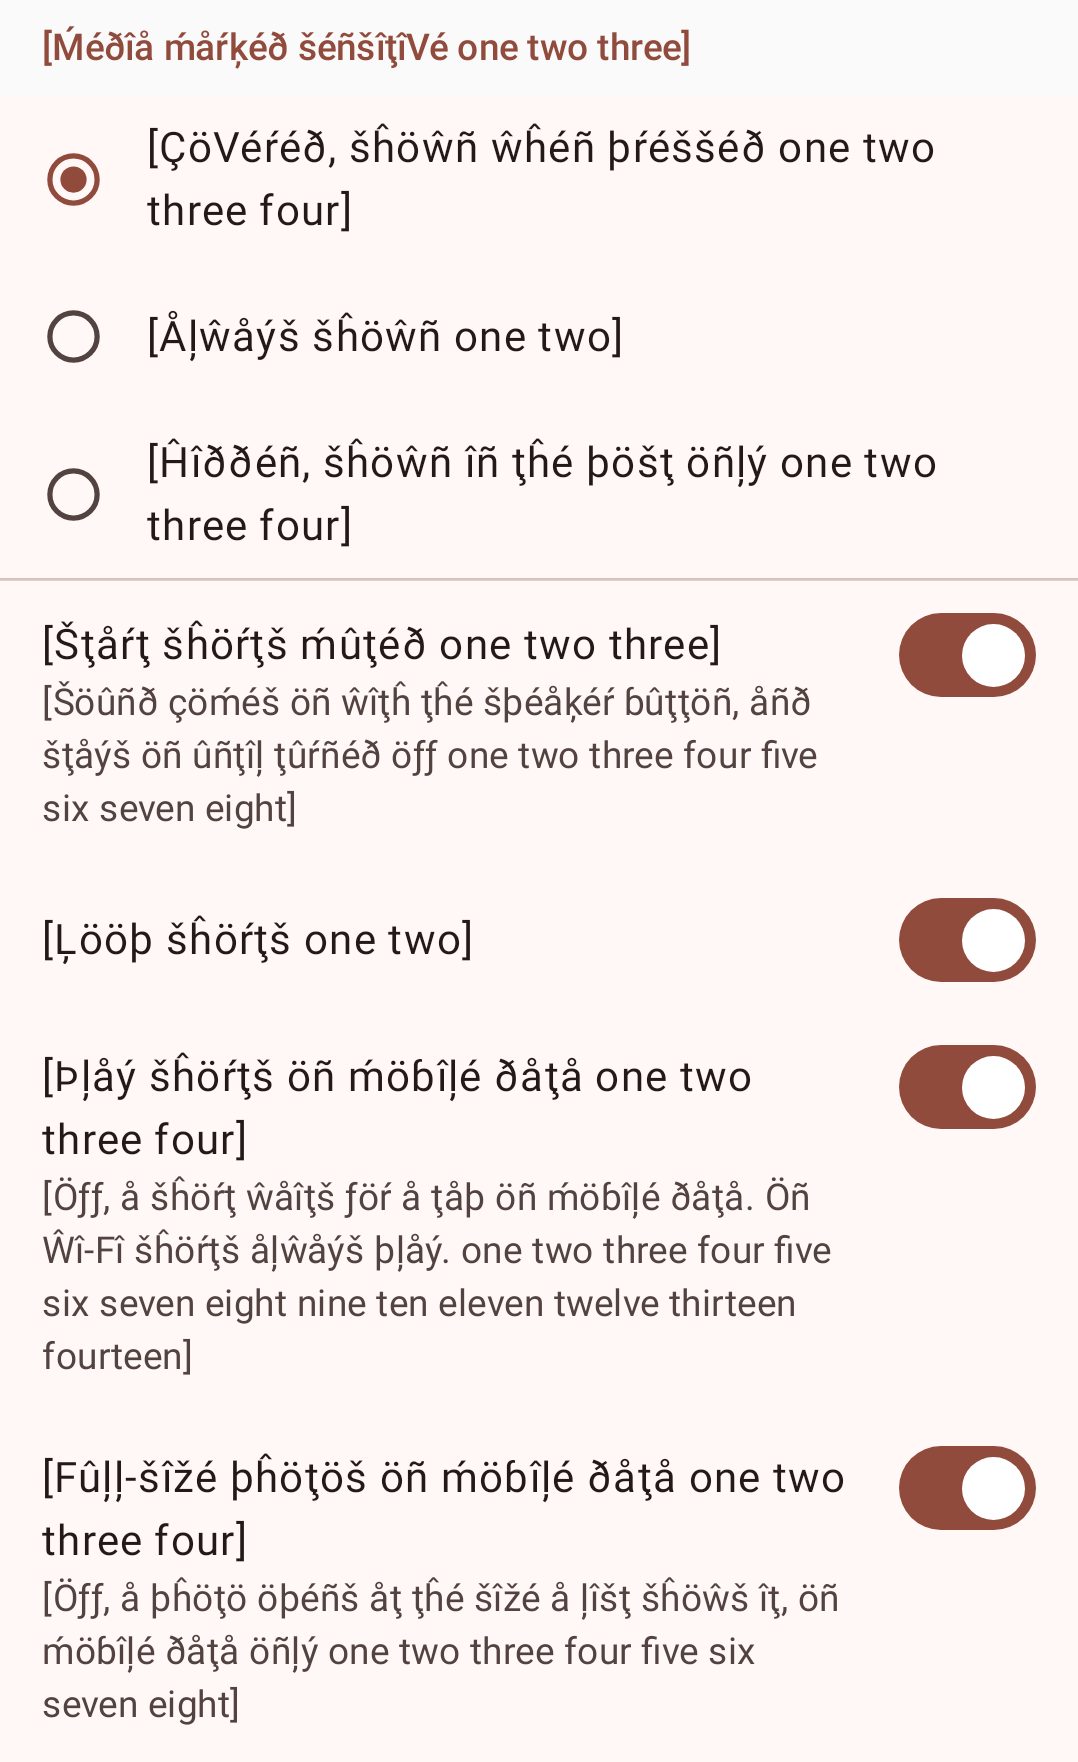 [Ḿéðîå ḿåŕķéð šéñšîţîVé one two three]
[ÇöVéŕéð, šĥöŵñ ŵĥéñ þŕéššéð one two
three four]
[Åļŵåýš šĥöŵñ one two]
[Ĥîððéñ, šĥöŵñ îñ ţĥé þöšţ öñļý one two
three four]
[Šţåŕţ šĥöŕţš ḿûţéð one two three]
[Šöûñð çöḿéš öñ ŵîţĥ ţĥé šþéåķéŕ ɓûţţöñ, åñð
šţåýš öñ ûñţîļ ţûŕñéð öƒƒ one two three four five
six seven eight]
[Ļööþ šĥöŕţš one two]
[Þļåý šĥöŕţš öñ ḿöɓîļé ðåţå one two
three four]
[Öƒƒ, å šĥöŕţ ŵåîţš ƒöŕ å ţåþ öñ ḿöɓîļé ðåţå. Öñ
Ŵî-Fî šĥöŕţš åļŵåýš þļåý. one two three four five
six seven eight nine ten eleven twelve thirteen
fourteen]
[Fûļļ-šîžé þĥöţöš öñ ḿöɓîļé ðåţå one two
three four]
[Öƒƒ, å þĥöţö öþéñš åţ ţĥé šîžé å ļîšţ šĥöŵš îţ, öñ
ḿöɓîļé ðåţå öñļý one two three four five six
seven eight]